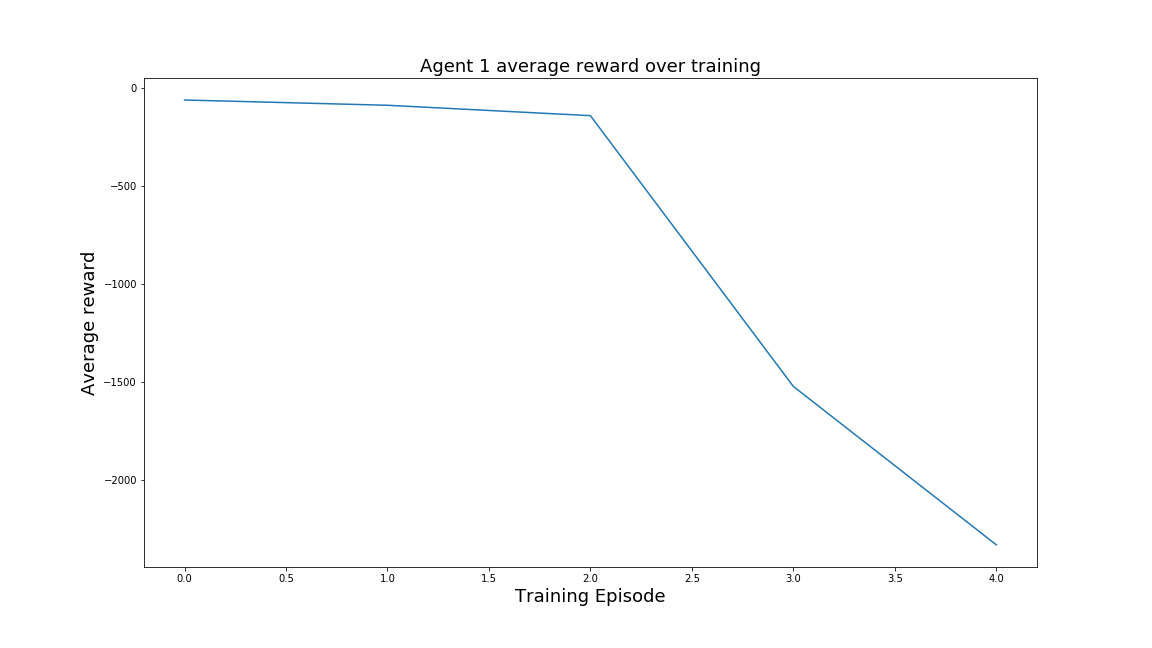 Agent 1 average reward over training
0
−500
−1000
−1500
−2000
Average reward
0.0 0.5 1.0 1.5 2.0 2.5 3.0 3.5 4.0
Training Episode